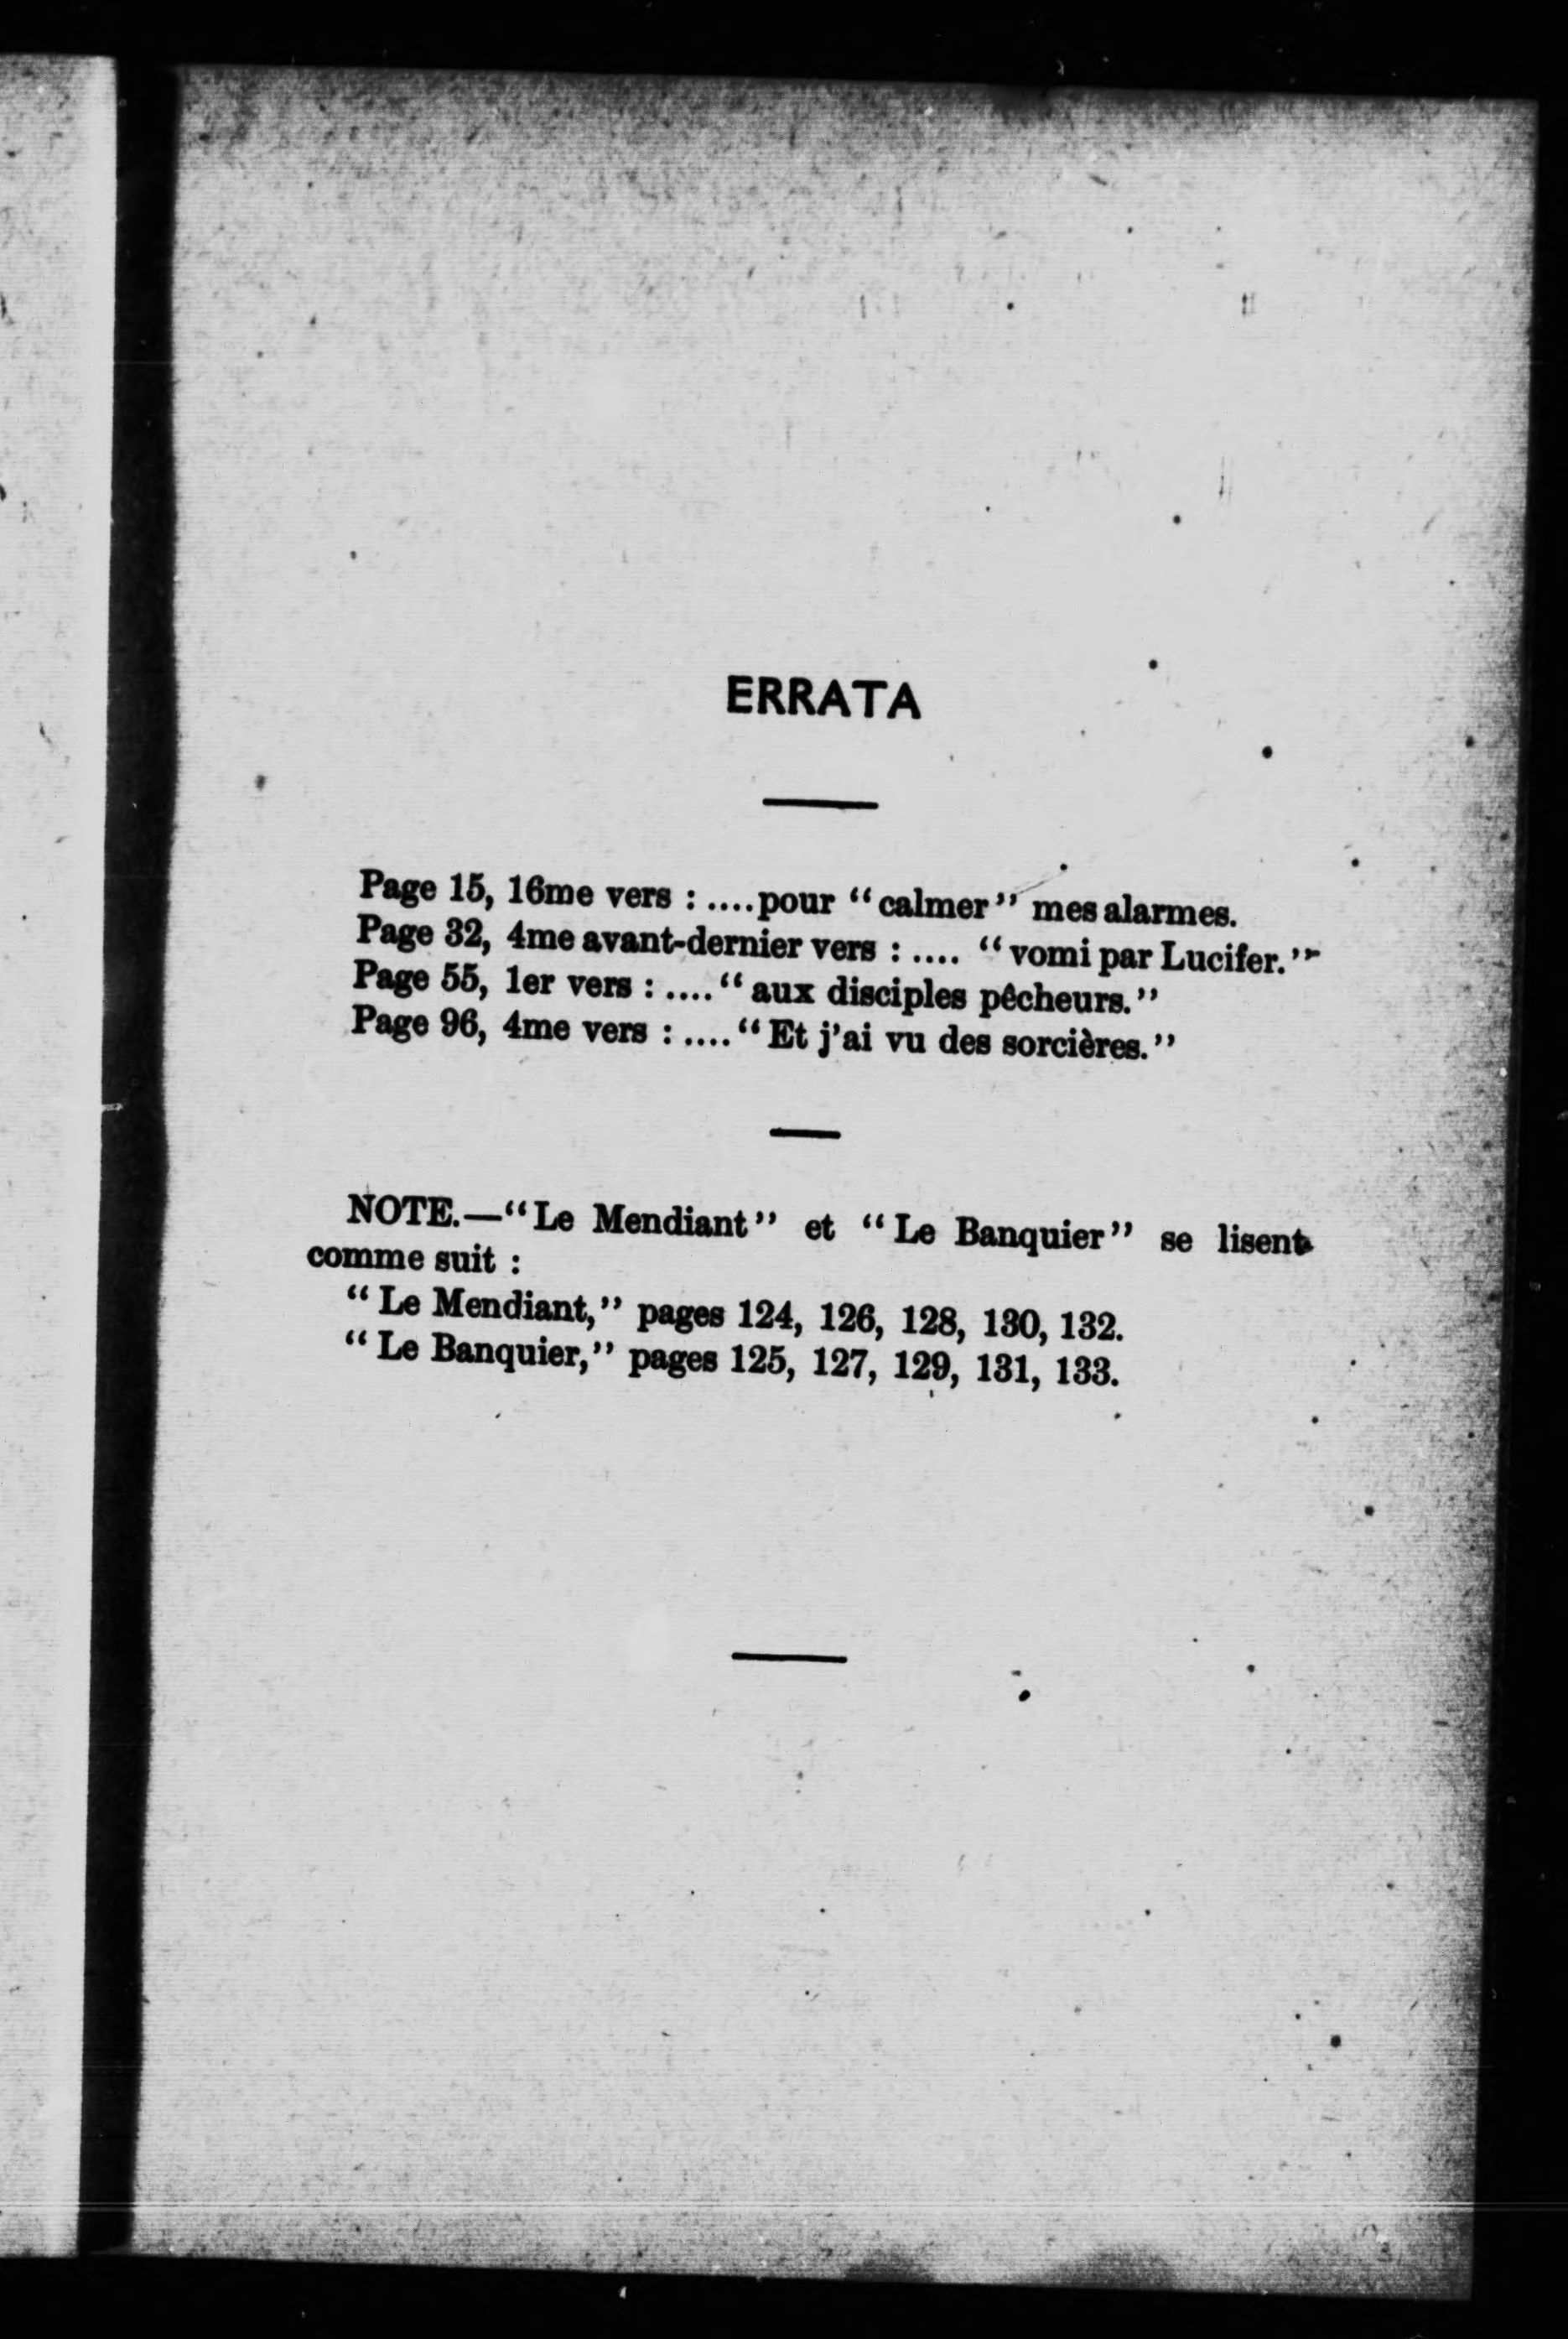 ERRATA
Page 15, 16me vers : ....pour “calmer” mes alarmes.
Page 32, 4me avant-dernier vers : .... “vomi par Lucifer.”
Page 55, 1er vers : ....“aux disciples pêcheurs.”
Page 96, 4me vers : ....“Et j'ai vu des sorcières.”
NOTE.—“Le Mendiant” et “Le Banquier” se lisent
comme suit :
“Le Mendiant,” pages 124, 126, 128, 130, 132.
“Le Banquier,” pages 125, 127, 129, 131, 133.